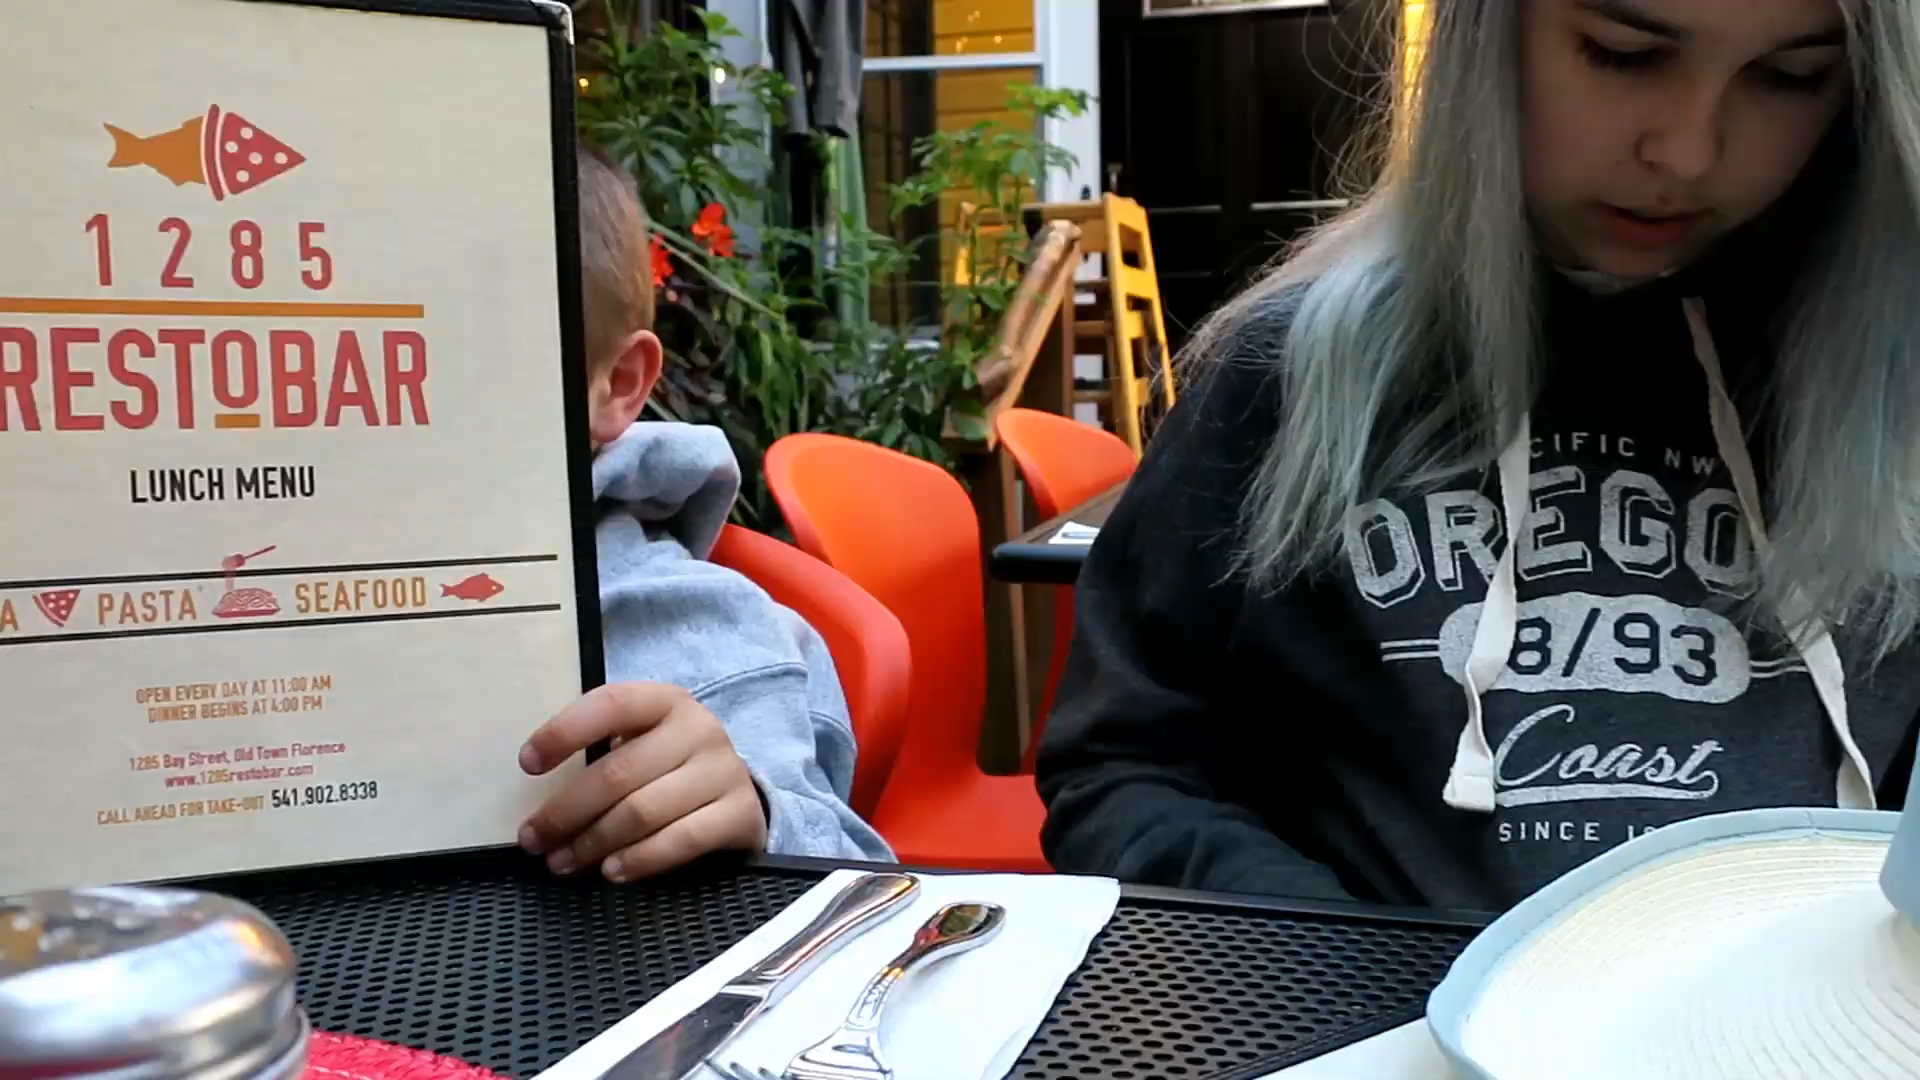 1285
RESTOBAR
LUNCH MENU
A PASTA SEAFOOD
OPEN EVERY DAY AT 11:00 AM
DINNER BEGINS AT 4:00 PM
1285 Bay Street, Old Town Florence
www.1285restobar.com
CALL AHEAD FOR TAKE-OUT 541.902.8338
CIFIC NW
OREGO
8/93
Coast
SINCE